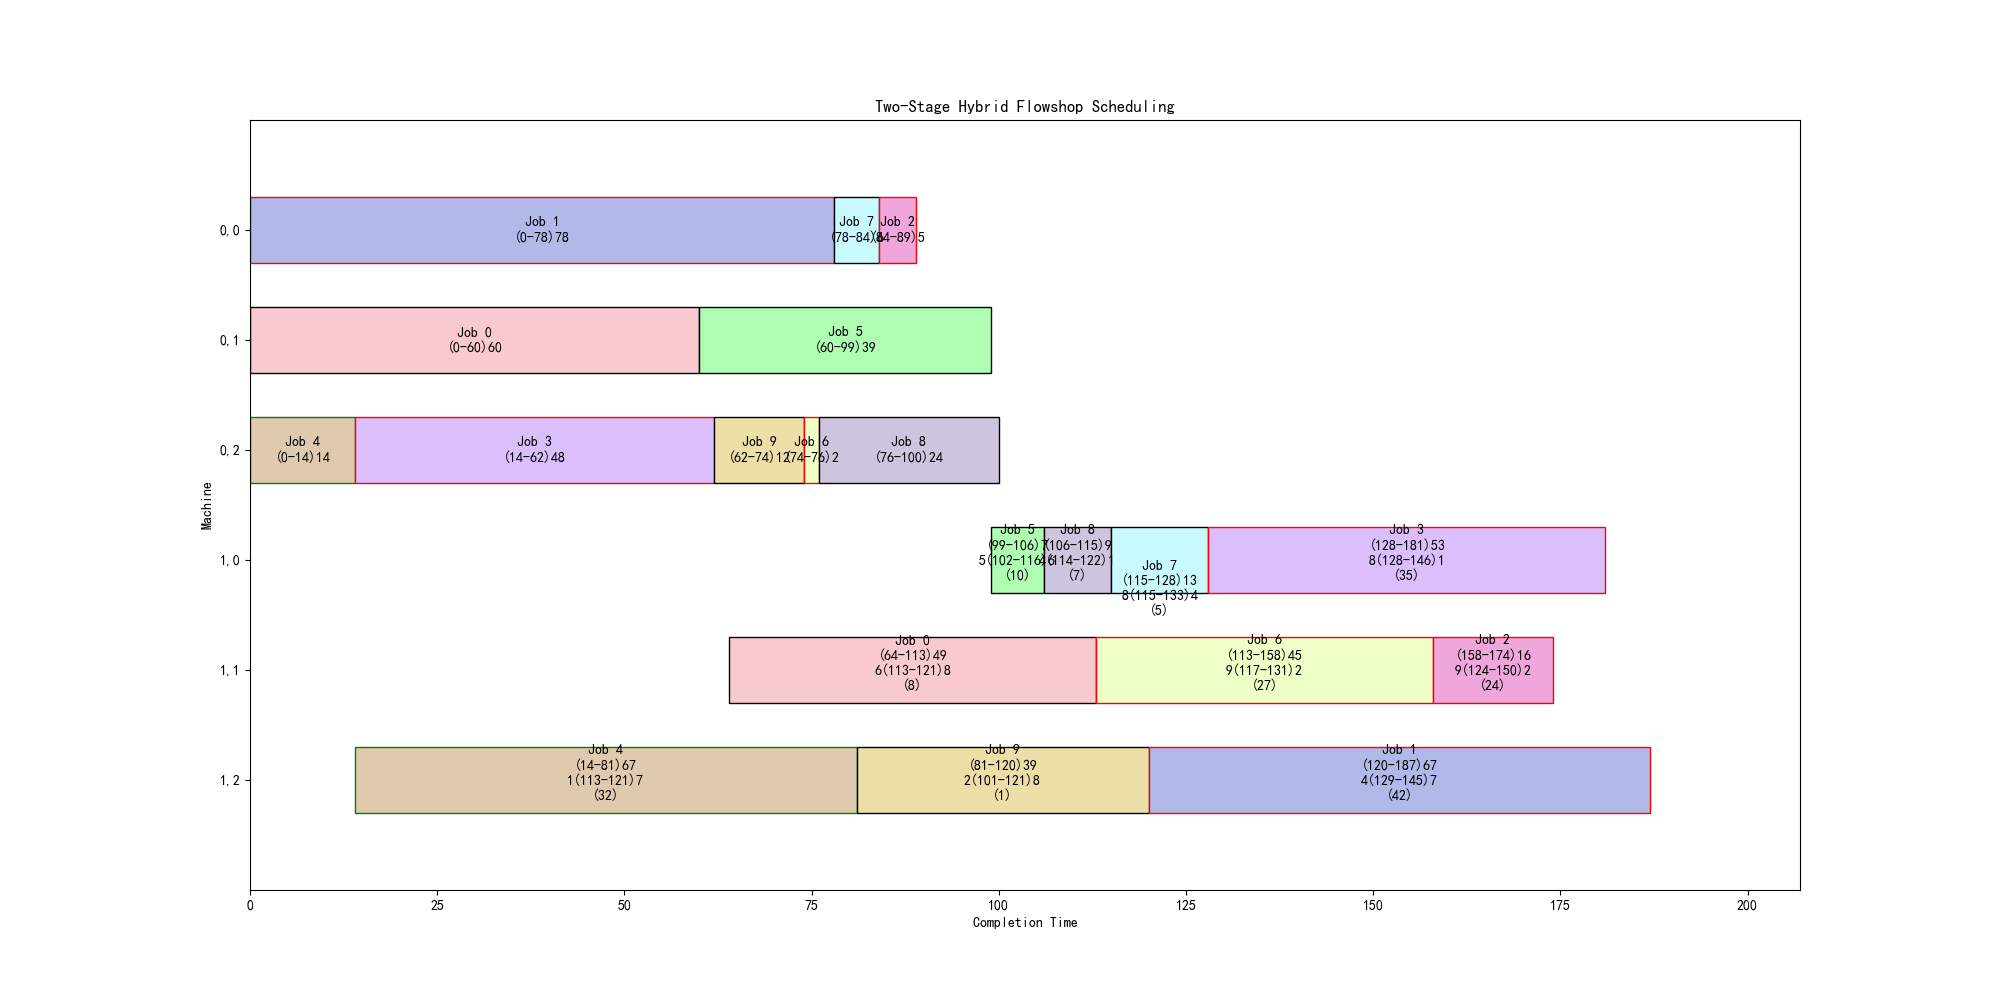 Two-Stage Hybrid Flowshop Scheduling
0,0
Job 1
(0-78)78
Job 7
(78-84)6
Job 2
(84-89)5
0,1
Job 0
(0-60)60
Job 5
(60-99)39
0,2
Job 4
(0-14)14
Job 3
(14-62)48
Job 9
(62-74)12
Job 6
(74-76)2
Job 8
(76-100)24
Machine
1,0
Job 5
(99-106)7
5(102-116)6
(10)
Job 8
(106-115)9
(7)
Job 7
(115-128)13
8(115-133)4
(5)
Job 3
(128-181)53
8(128-146)1
(35)
1,1
Job 0
(64-113)49
6(113-121)8
(8)
Job 6
(113-158)45
9(117-131)2
(27)
Job 2
(158-174)16
9(124-150)2
(24)
1,2
Job 4
(14-81)67
1(113-121)7
(32)
Job 9
(81-120)39
2(101-121)8
(1)
Job 1
(120-187)67
4(129-145)7
(42)
0
25
50
75
100
125
150
175
200
Completion Time